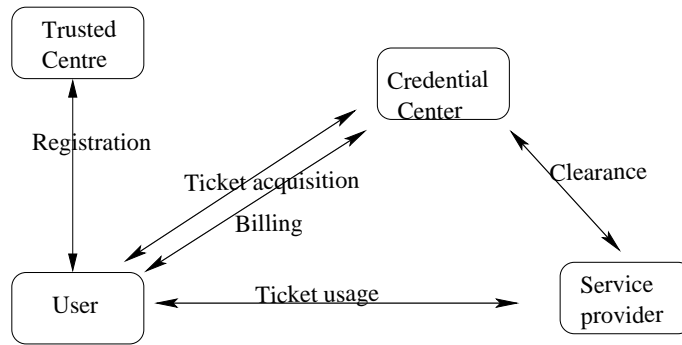 Trusted
Centre
Credential
Center
Registration
Ticket acquisition
Clearance
Billing
User
Ticket usage
Service
provider